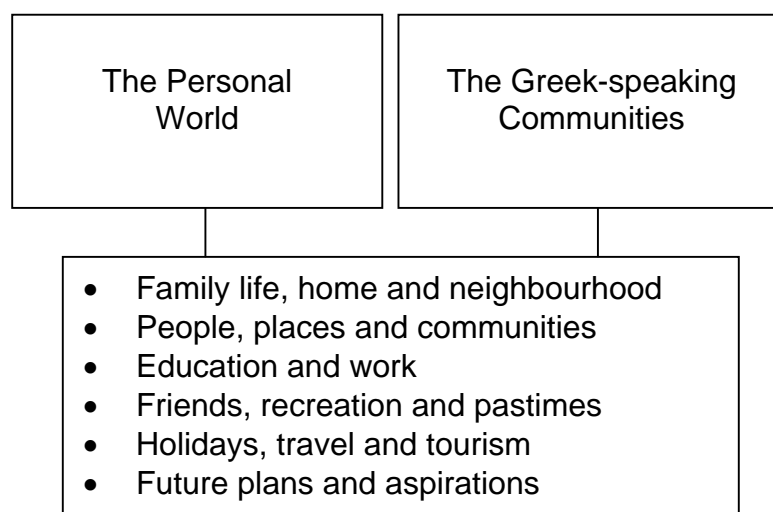 The Personal
World
The Greek-speaking
Communities
• Family life, home and neighbourhood
• People, places and communities
• Education and work
• Friends, recreation and pastimes
• Holidays, travel and tourism
• Future plans and aspirations